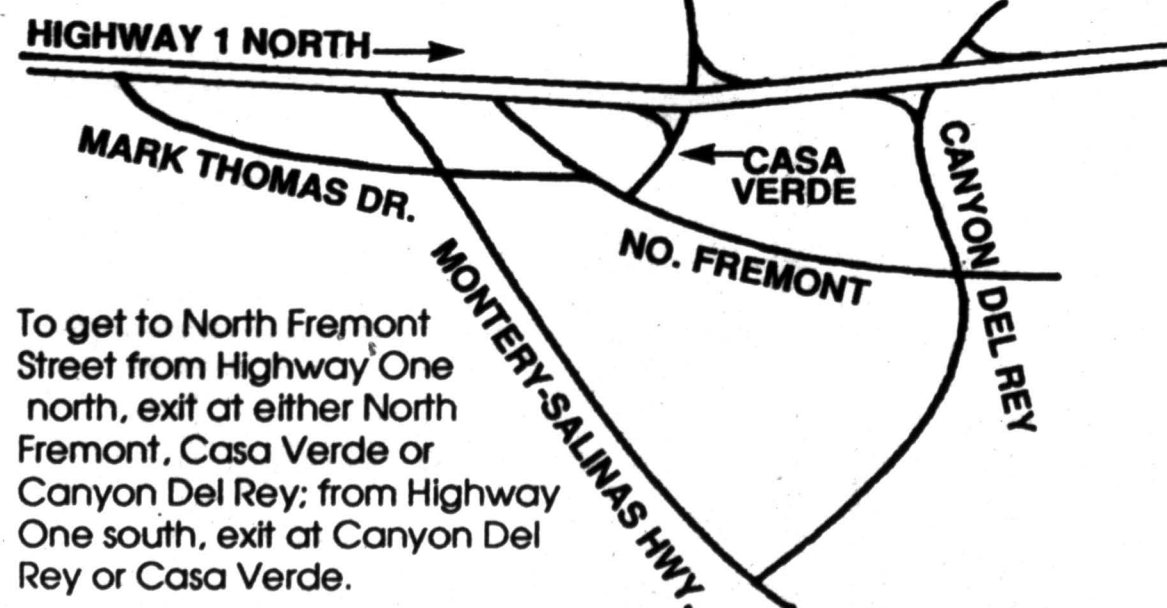 HIGHWAY 1 NORTH
MARK THOMAS DR.
CASA
VERDE
CANYON DEL REY
NO. FREMONT
MONTERY-SALINAS HWY.
To get to North Fremont
Street from Highway One
north, exit at either North
Fremont, Casa Verde or
Canyon Del Rey; from Highway
One south, exit at Canyon Del
Rey or Casa Verde.